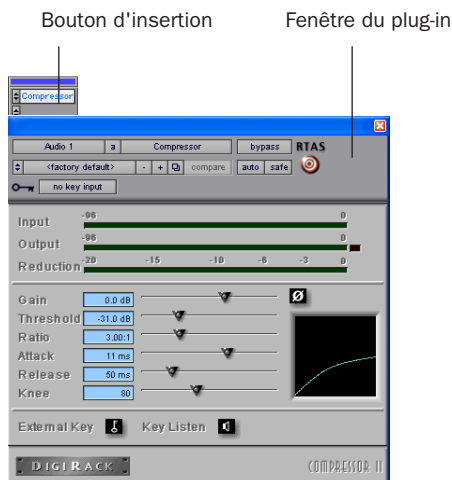 Bouton d'insertion Fenêtre du plug-in
Compressor
Audio 1 a Compressor bypass RTAS
<factory default> - + compare auto safe
no key input
-96 0
Input
-96 0
Output
-20 -15 -10 -6 -3 0
Reduction
Gain 0.0 dB
Threshold -31.0 dB
Ratio 3.00:1
Attack 11 ms
Release 50 ms
Knee 80
External Key Key Listen
DIGIRACK COMPRESSOR II